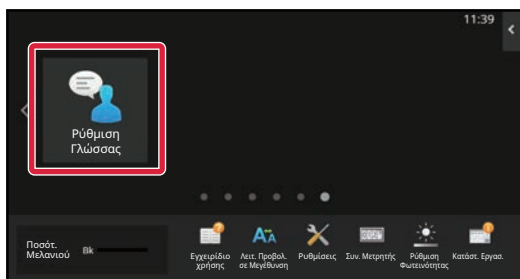 11:39
Ρύθμιση
Γλώσσας
Ποσότ.
Μελανιού
Bk
Εγχειρίδιο
χρήσης
Λειτ. Προβολ.
σε Μεγέθυνση
Ρυθμίσεις
Συν. Μετρητής
Ρύθμιση
Φωτεινότητας
Κατάστ. Εργασ.